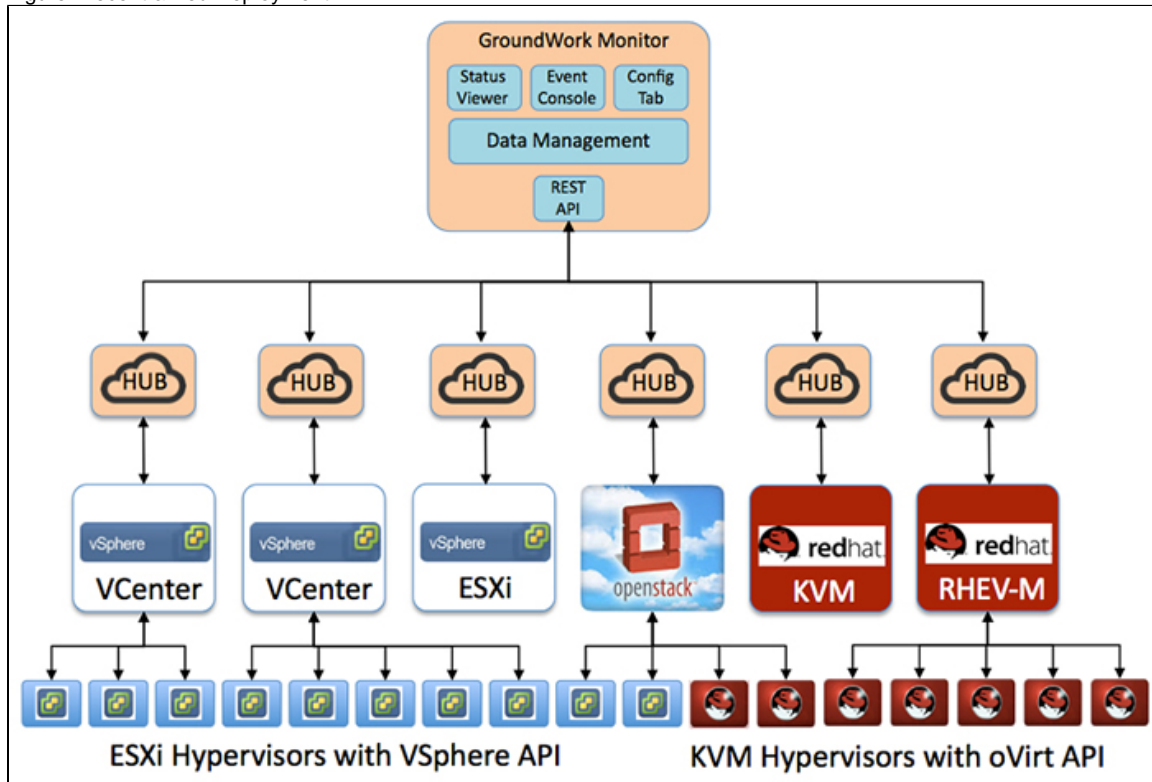 GroundWork Monitor
Status
Viewer
Event
Console
Config
Tab
Data Management
REST
API
HUB
HUB
HUB
HUB
HUB
HUB
vSphere
VCenter
vSphere
VCenter
vSphere
ESXi
openstack
redhat.
KVM
redhat.
RHEV-M
ESXi Hypervisors with VSphere API
KVM Hypervisors with oVirt API